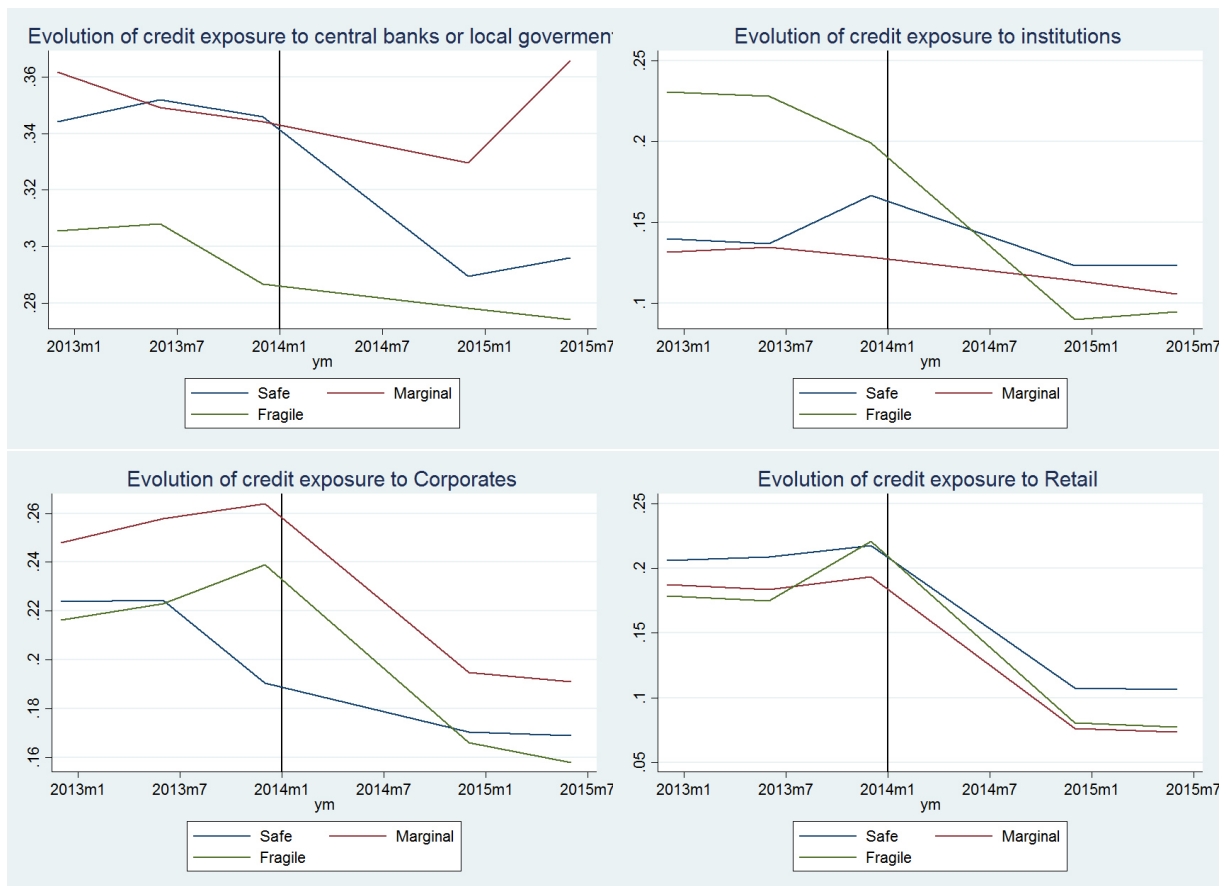 Evolution of credit exposure to central banks or local goverment
.36
.34
.32
.3
.28
2013m1 2013m7 2014m1 2014m7 2015m1 2015m7
ym
Safe Marginal
Fragile
Evolution of credit exposure to institutions
.25
.2
.15
.1
2013m1 2013m7 2014m1 2014m7 2015m1 2015m7
ym
Safe Marginal
Fragile
Evolution of credit exposure to Corporates
.26
.24
.22
.2
.18
.16
2013m1 2013m7 2014m1 2014m7 2015m1 2015m7
ym
Safe Marginal
Fragile
Evolution of credit exposure to Retail
.25
.2
.15
.1
.05
2013m1 2013m7 2014m1 2014m7 2015m1 2015m7
ym
Safe Marginal
Fragile